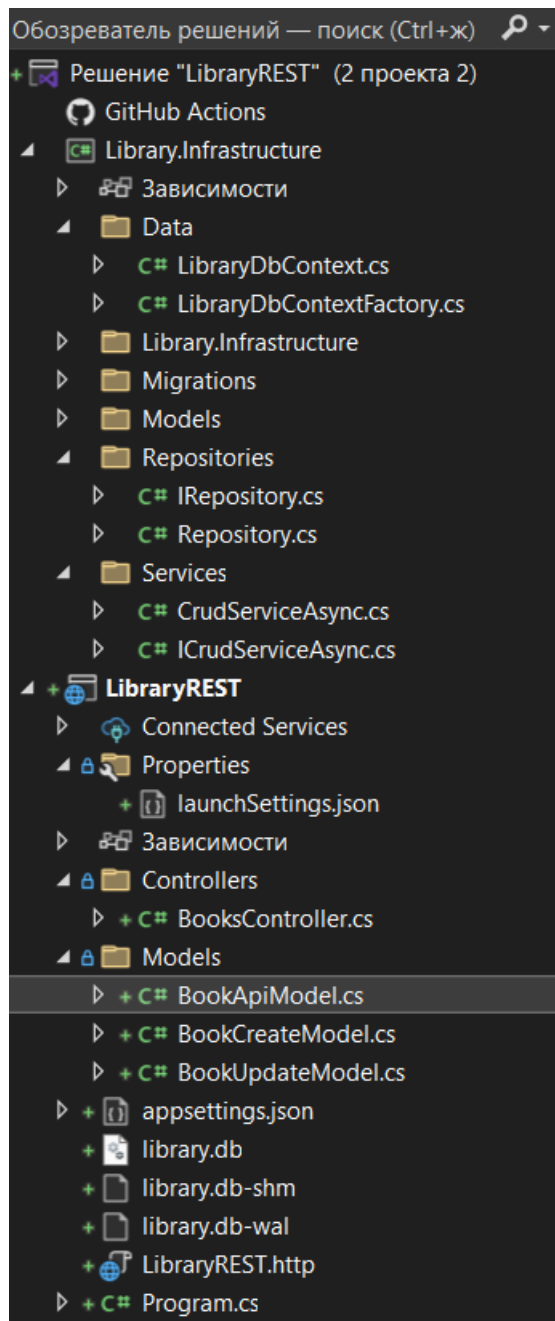 Обозреватель решений — поиск (Ctrl+ж)
Решение "LibraryREST" (2 проекта 2)
GitHub Actions
C# Library.Infrastructure
Зависимости
Data
C# LibraryDbContext.cs
C# LibraryDbContextFactory.cs
Library.Infrastructure
Migrations
Models
Repositories
C# IRepository.cs
C# Repository.cs
Services
C# CrudServiceAsync.cs
C# ICrudServiceAsync.cs
LibraryREST
Connected Services
Properties
launchSettings.json
Зависимости
Controllers
C# BooksController.cs
Models
C# BookApiModel.cs
C# BookCreateModel.cs
C# BookUpdateModel.cs
appsettings.json
library.db
library.db-shm
library.db-wal
LibraryREST.http
C# Program.cs